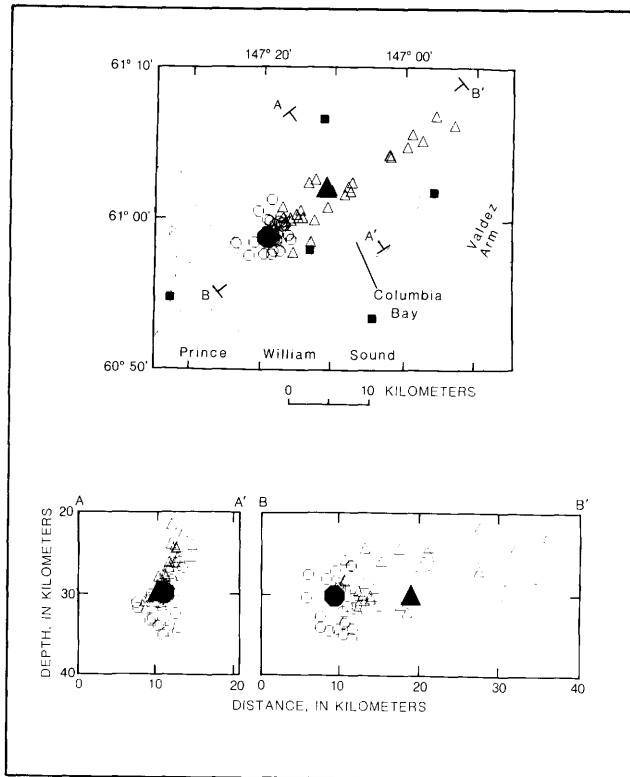 147° 20' 147° 00'
61° 10'
A
B'
61° 00'
A'
Valdez
Arm
B
Columbia
Bay
Prince William Sound
60° 50'
0 10 KILOMETERS
A A' B B'
20
30
40
DEPTH, IN KILOMETERS
0 10 20 0 10 20 30 40
DISTANCE, IN KILOMETERS